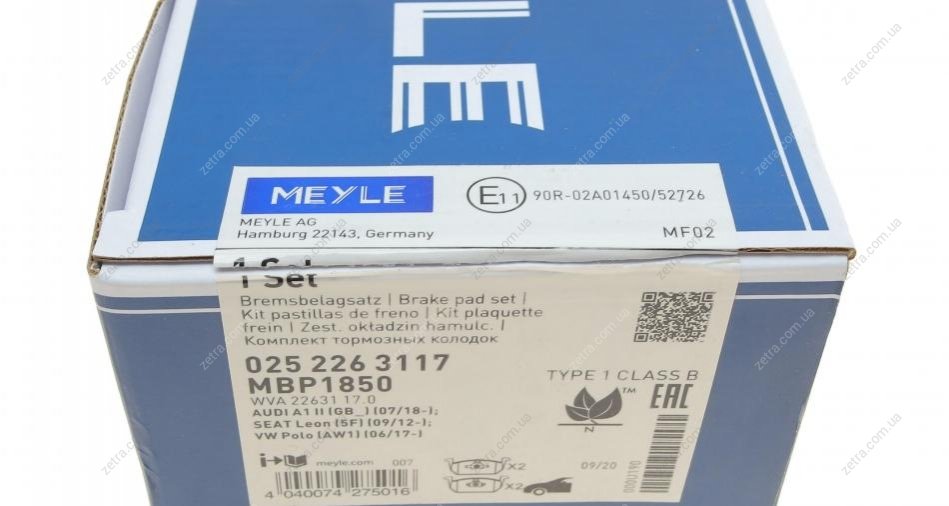 LE
MEYLE
E11
90R-02A01450/52726
MEYLE AG
Hamburg 22143, Germany
MF02
1 Set
Bremsbelagsatz | Brake pad set |
Kit pastillas de freno | Kit plaquette
frein | Zest. okładzin hamulc. |
Комплект тормозных колодок
025 226 3117
MBP1850
WVA 22631 17.0
AUDI A1 II (GB_) (07/18-);
SEAT Leon (5F) (09/12-);
VW Polo (AW1) (06/17-)
TYPE 1 CLASS B
TM
EAC
N
i
meyle.com
007
X2
X2
09/20
0619000
4 040074 275016
zetra.com.ua